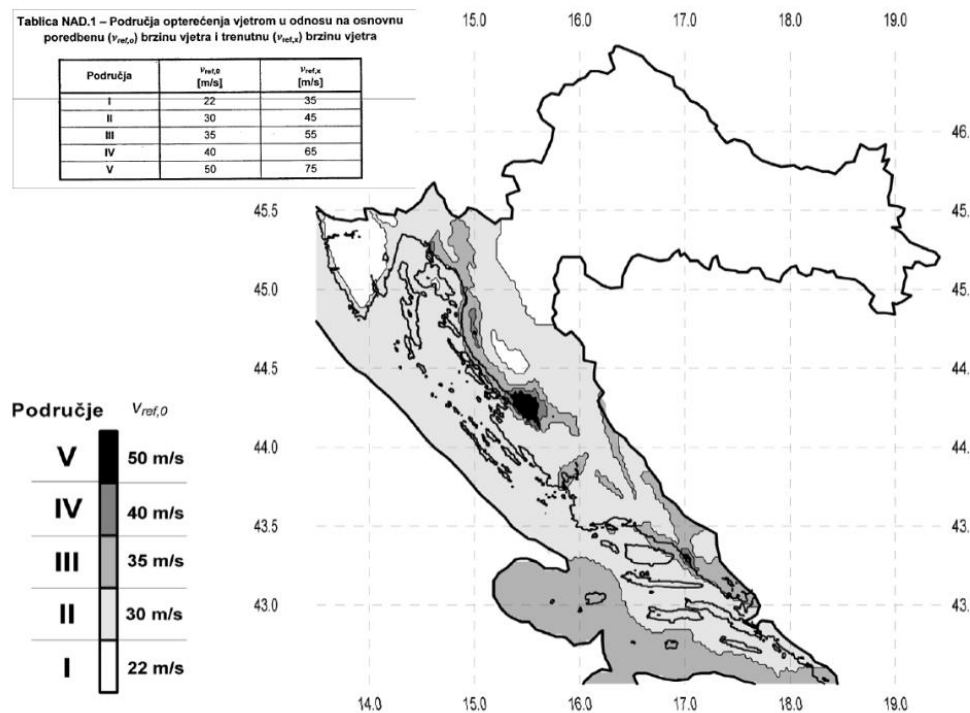 Tablica NAD.1 – Područja opterećenja vjetrom u odnosu na osnovnu
poredbenu (vref,o) brzinu vjetra i trenutnu (vref,x) brzinu vjetra
Područja vref,0 [m/s] vref,x [m/s]
I 22 35
II 30 45
III 35 55
IV 40 65
V 50 75
15.0 16.0 17.0 18.0 19.0
46.
46.
45.5 45.
45.0 45.
44.5 44.
44.0 44.
43.5 43.
43.0 43.
14.0 15.0 16.0 17.0 18.0 19.0
Područje vref,0
V 50 m/s
IV 40 m/s
III 35 m/s
II 30 m/s
I 22 m/s